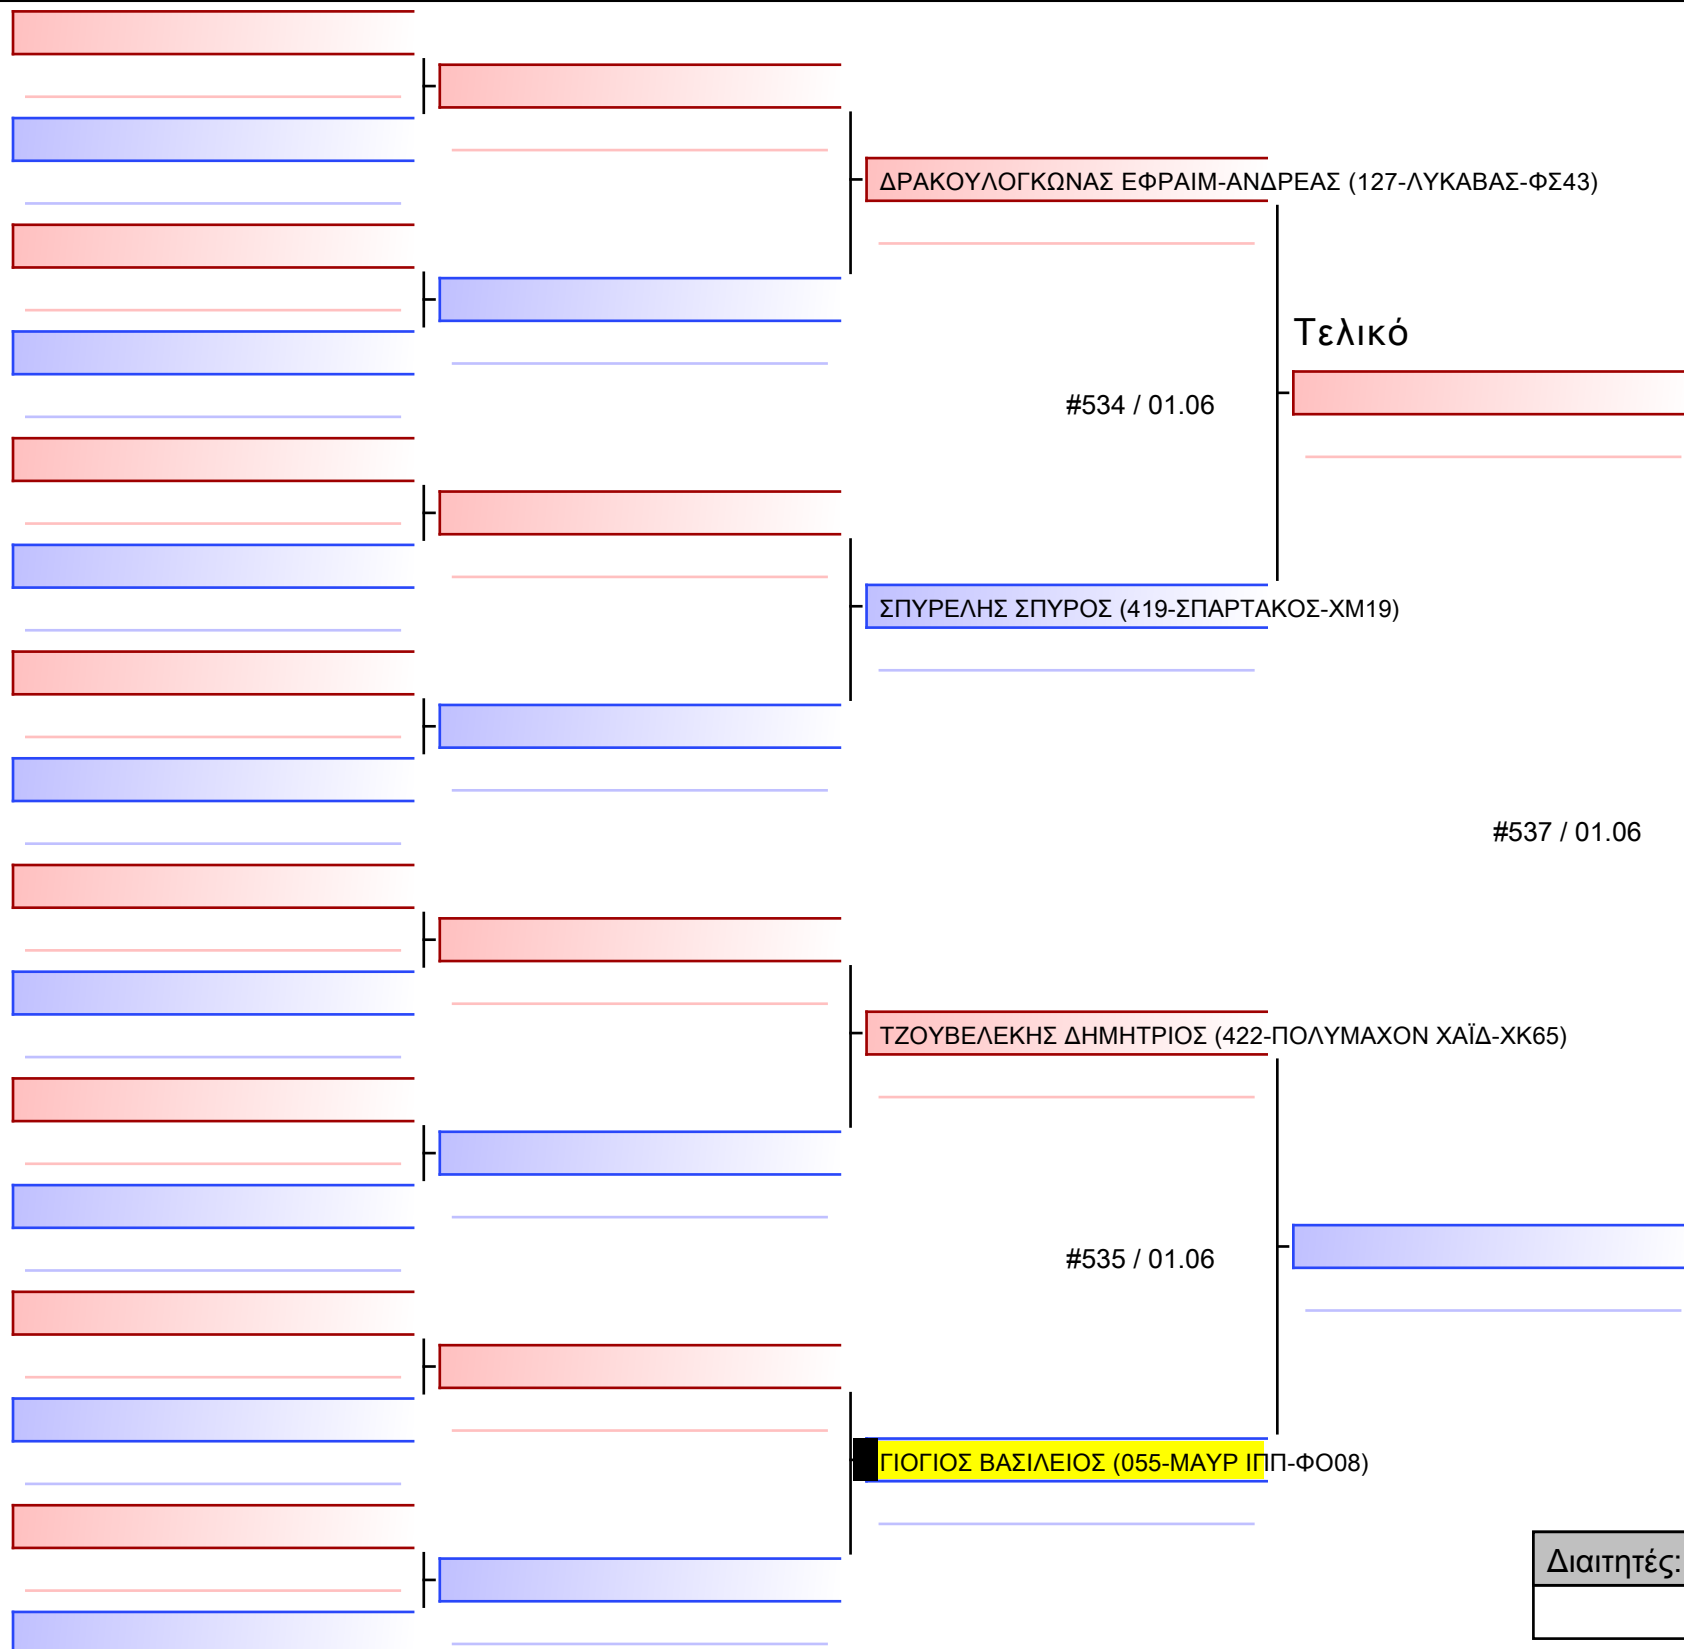 ΔΡΑΚΟΥΛΟΓΚΩΝΑΣ ΕΦΡΑΙΜ-ΑΝΔΡΕΑΣ (127-ΛΥΚΑΒΑΣ-ΦΣ43)
Τελικό
#534 / 01.06
ΣΠΥΡΕΛΗΣ ΣΠΥΡΟΣ (419-ΣΠΑΡΤΑΚΟΣ-ΧΜ19)
#537 / 01.06
ΤΖΟΥΒΕΛΕΚΗΣ ΔΗΜΗΤΡΙΟΣ (422-ΠΟΛΥΜΑΧΟΝ ΧΑΪΔ-ΧΚ65)
#535 / 01.06
ΓΙΟΓΙΟΣ ΒΑΣΙΛΕΙΟΣ (055-ΜΑΥΡ ΙΠΠ-ΦΟ08)
Διαιτητές: